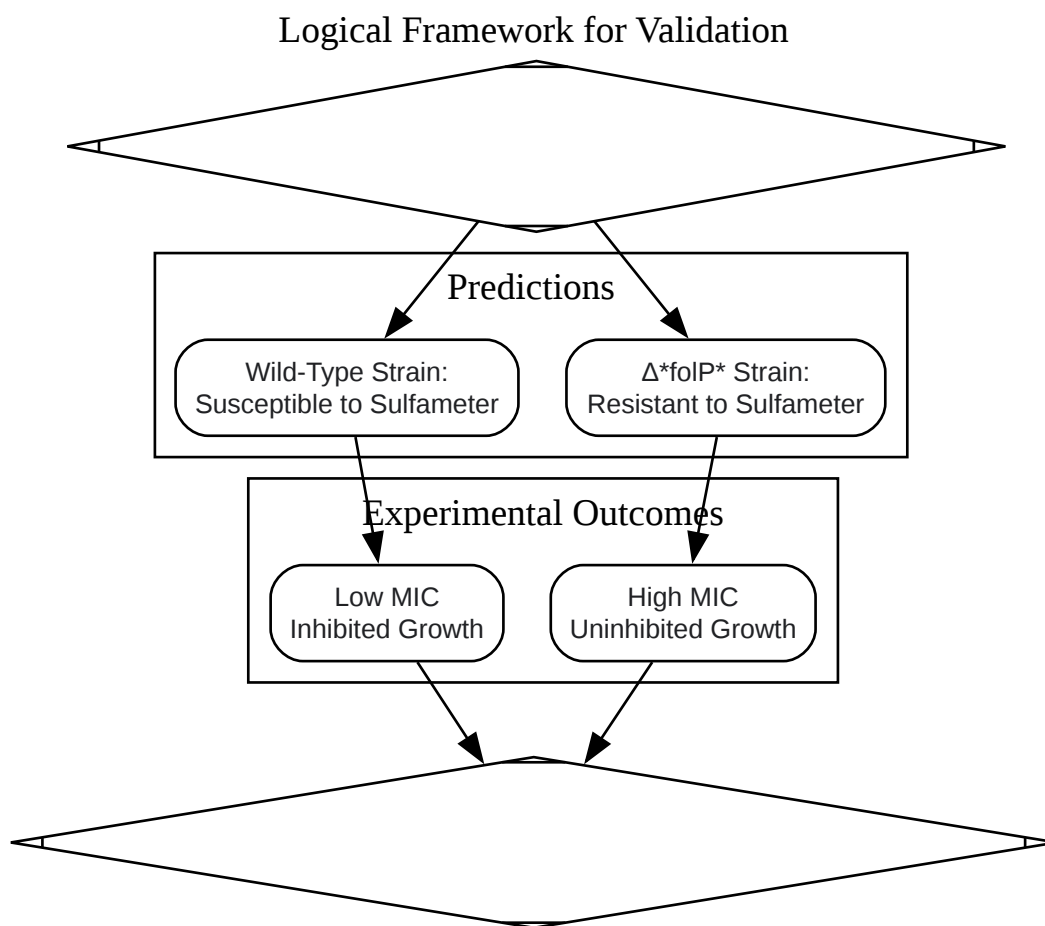 Logical Framework for Validation
Predictions
Wild-Type Strain:
Susceptible to Sulfameter
Δ*folP* Strain:
Resistant to Sulfameter
Experimental Outcomes
Low MIC
Inhibited Growth
High MIC
Uninhibited Growth